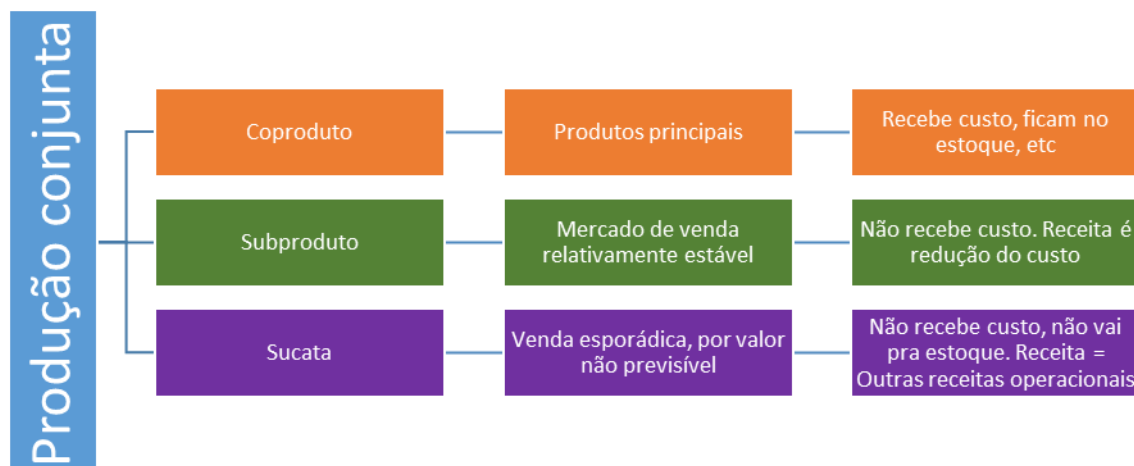 Produção conjunta
Coproduto
Produtos principais
Recebe custo, ficam no
estoque, etc
Subproduto
Mercado de venda
relativamente estável
Não recebe custo. Receita é
redução do custo
Sucata
Venda esporádica, por valor
não previsível
Não recebe custo, não vai
pra estoque. Receita =
Outras receitas operacionais